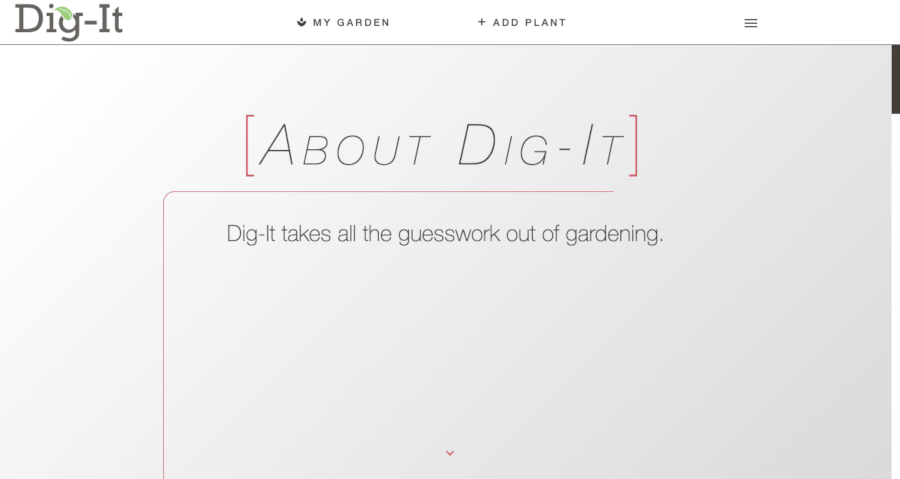 Dig-It
MY GARDEN
+ ADD PLANT
[ABOUT DIG-IT]
Dig-It takes all the guesswork out of gardening.